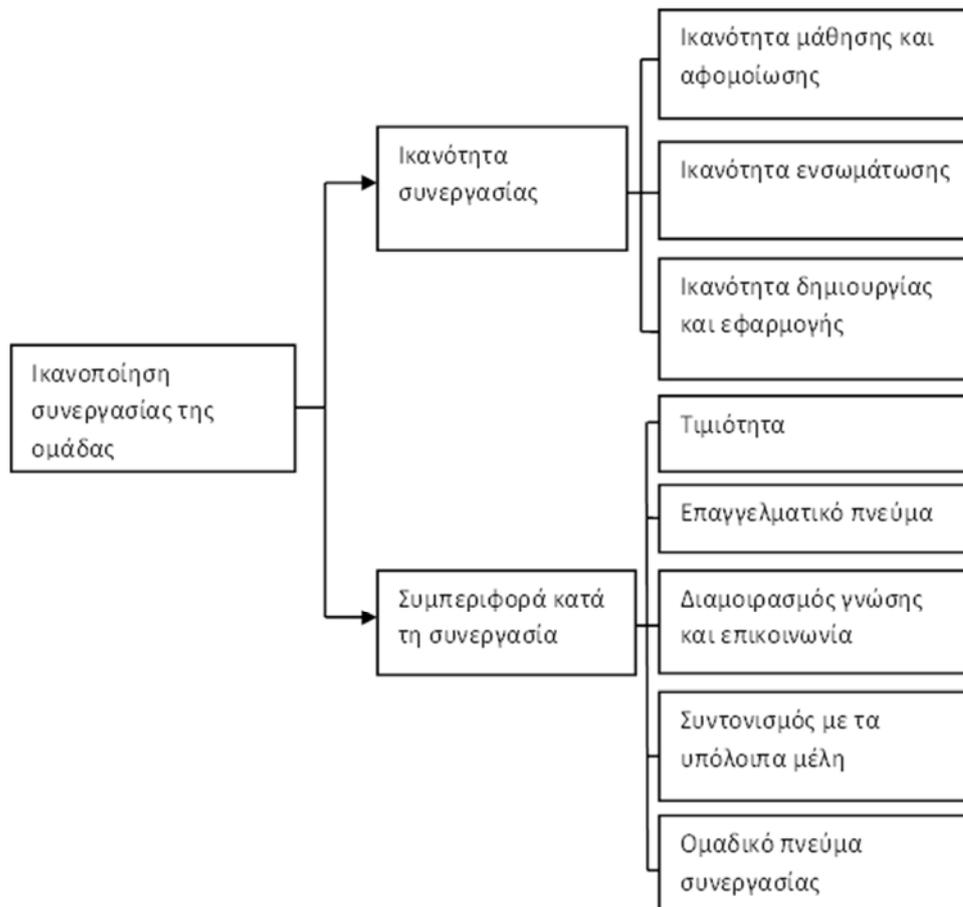 Ικανοποίηση
συνεργασίας της
ομάδας
Ικανότητα
συνεργασίας
Ικανότητα μάθησης και
αφομοίωσης
Ικανότητα ενσωμάτωσης
Ικανότητα δημιουργίας
και εφαρμογής
Συμπεριφορά κατά
τη συνεργασία
Τιμιότητα
Επαγγελματικό πνεύμα
Διαμοιρασμός γνώσης
και επικοινωνία
Συντονισμός με τα
υπόλοιπα μέλη
Ομαδικό πνεύμα
συνεργασίας